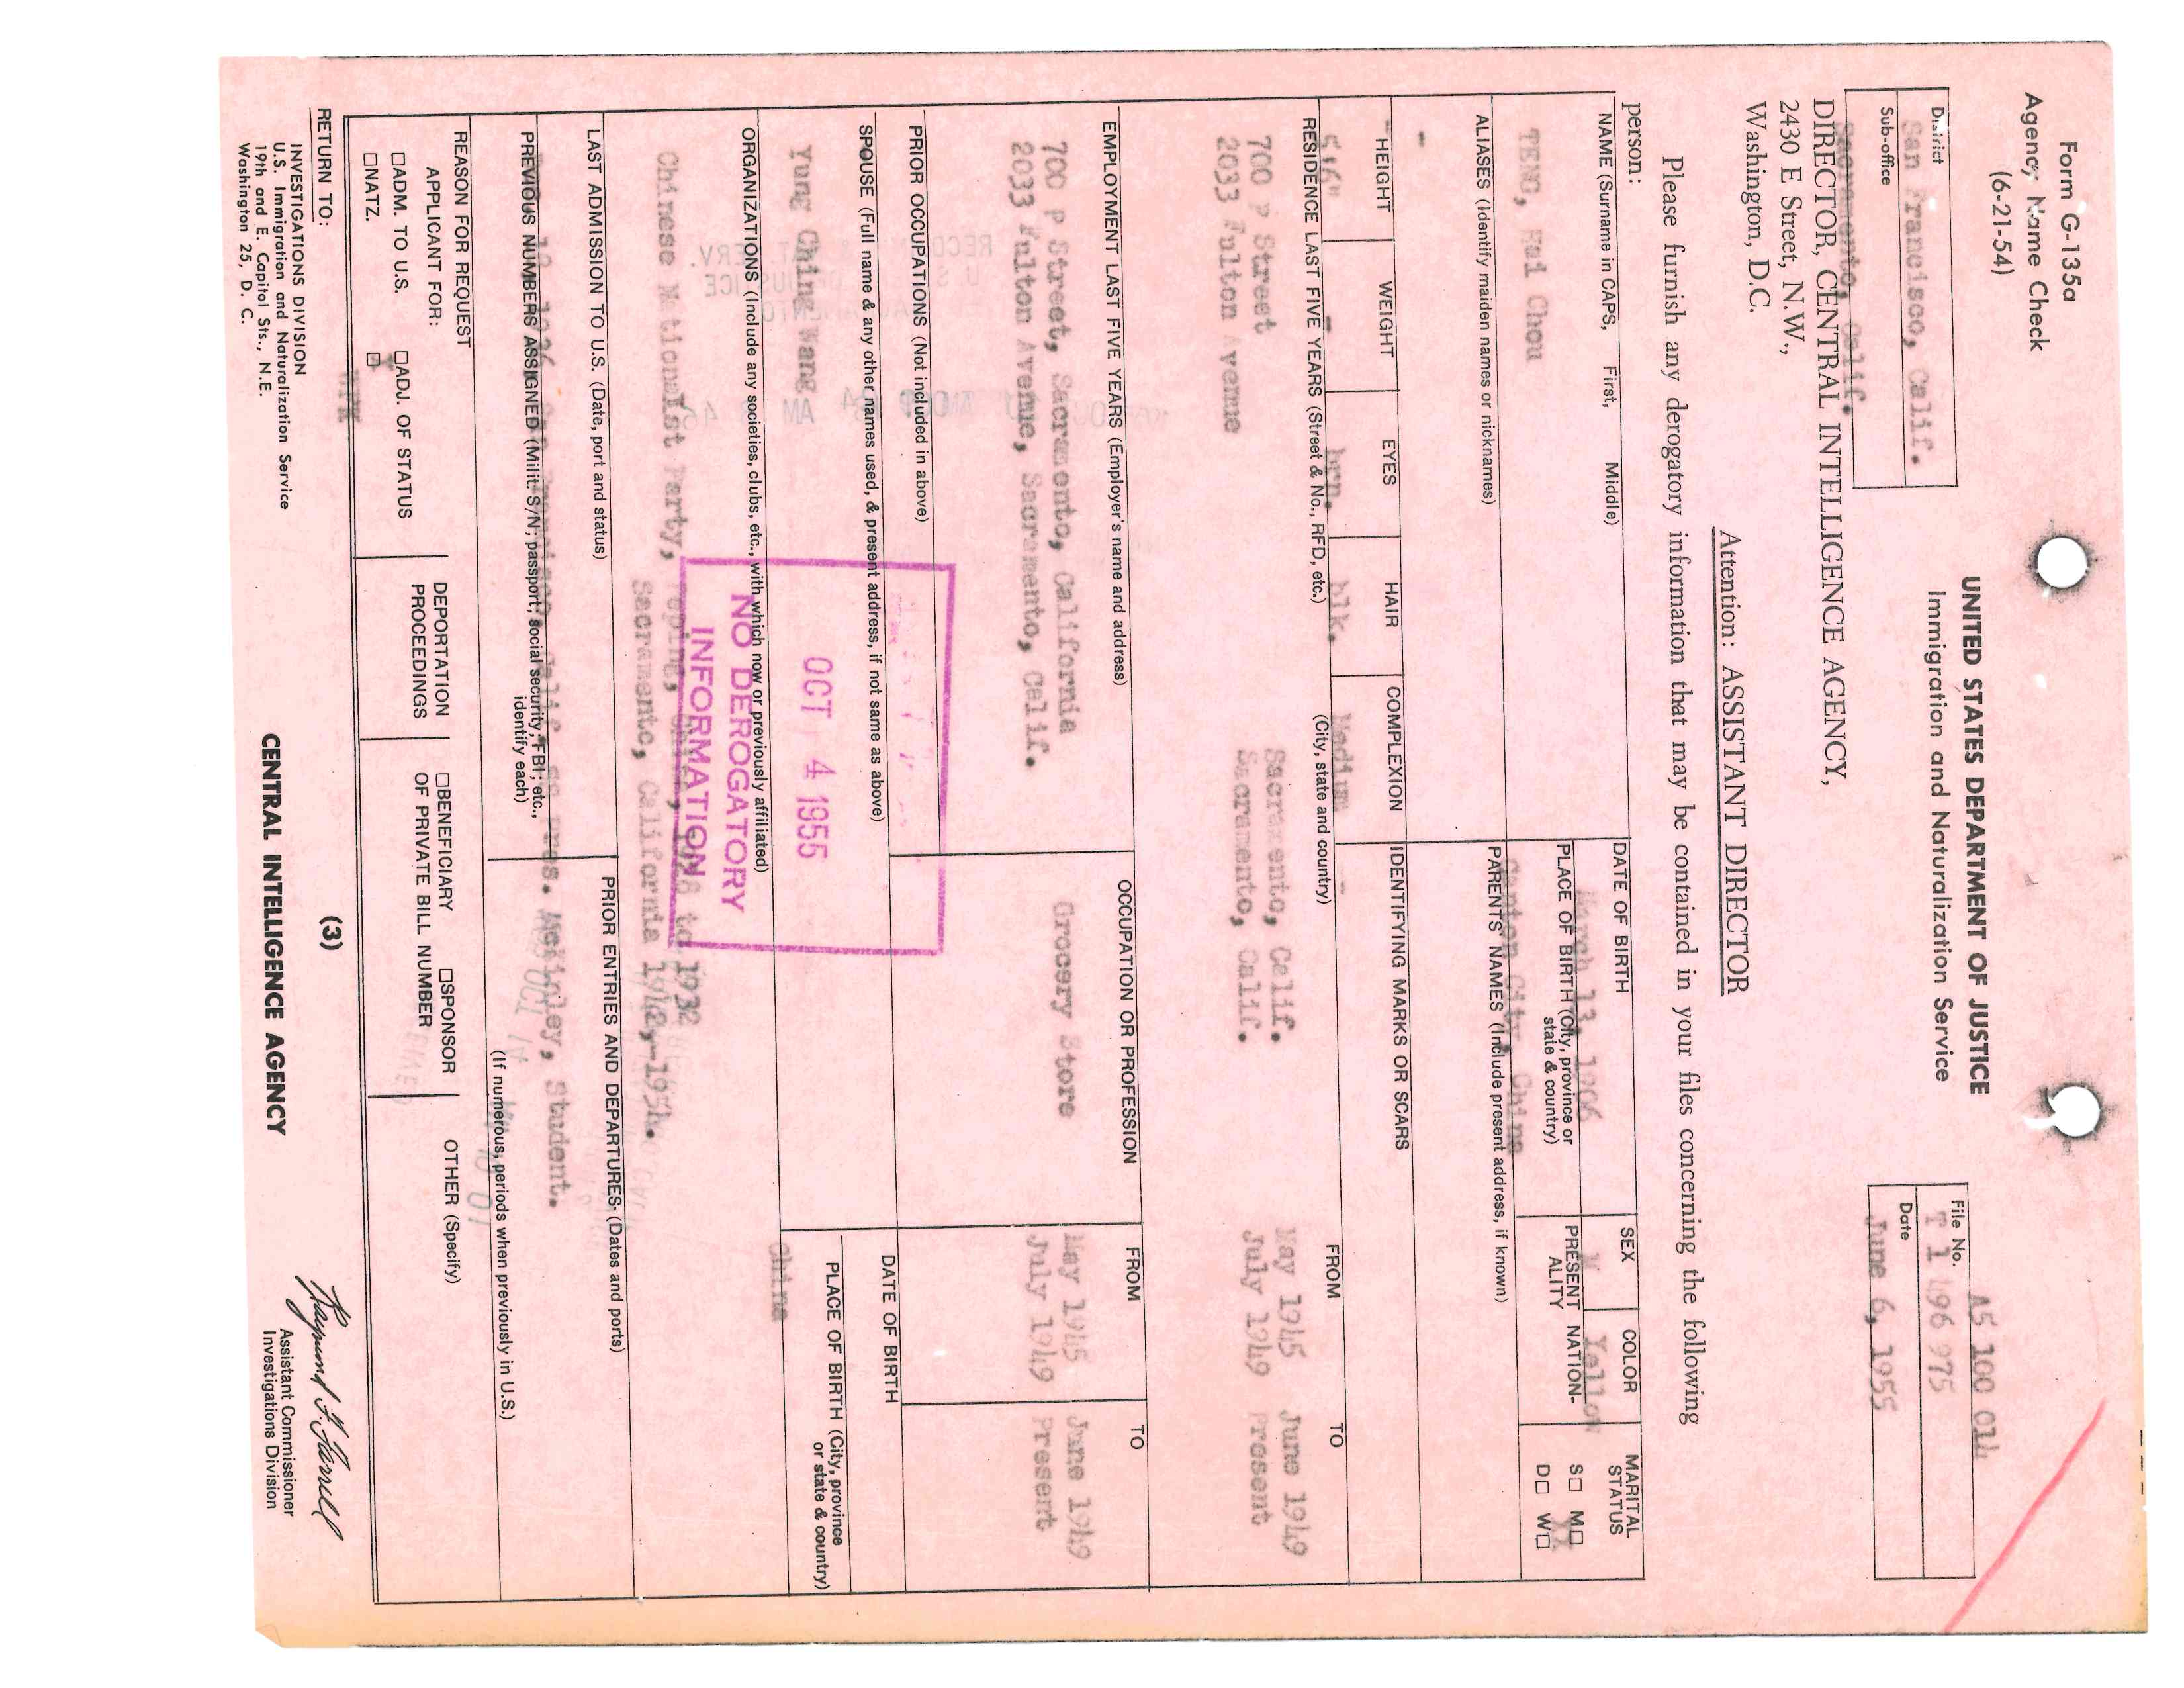 Form G-135a
Agency Name Check
(6-21-54)
UNITED STATES DEPARTMENT OF JUSTICE
Immigration and Naturalization Service
A5 100 014
File No.
T 1 496 975
Date
June 6, 1955
District
San Francisco, Calif.
Sub-office
Sacramento, Calif.
DIRECTOR, CENTRAL INTELLIGENCE AGENCY,
2430 E Street, N.W.,
Washington, D.C.
Attention: ASSISTANT DIRECTOR
Please furnish any derogatory information that may be contained in your files concerning the following
person:
NAME (Surname in CAPS, First, Middle)
TENG, Hai Chou
DATE OF BIRTH
March 13, 1906
SEX
M
COLOR
Yellow
MARITAL STATUS
S□ M□
D□ W□
XX
PLACE OF BIRTH (City, province or
state & country)
Canton City, China
PRESENT NATION-
ALITY
ALIASES (Identify maiden names or nicknames)
-
PARENTS' NAMES (Include present address, if known)
HEIGHT
5'6"
WEIGHT
-
EYES
brn.
HAIR
blk.
COMPLEXION
Medium
IDENTIFYING MARKS OR SCARS
-
RESIDENCE LAST FIVE YEARS (Street & No., RFD, etc.) (City, state and country) FROM TO
700 P Street Sacramento, Calif. May 1945 June 1949
2033 Fulton Avenue Sacramento, Calif. July 1949 Present
EMPLOYMENT LAST FIVE YEARS (Employer's name and address) OCCUPATION OR PROFESSION FROM TO
700 P Street, Sacramento, California Grocery Store May 1945 June 1949
2033 Fulton Avenue, Sacramento, Calif. July 1949 Present
PRIOR OCCUPATIONS (Not included in above)
SPOUSE (Full name & any other names used, & present address, if not same as above)
Yung Ching Wang
DATE OF BIRTH
PLACE OF BIRTH (City, province
or state & country)
China
OCT 4 1955
NO DEROGATORY
INFORMATION
ORGANIZATIONS (Include any societies, clubs, etc., with which now or previously affiliated)
Chinese Nationalst Party, Peping, China, 1928 to 1932
Sacramento, California 1942,-1954.
LAST ADMISSION TO U.S. (Date, port and status)
1936, San Francisco, Calif. SS Pres. McKinley, Student.
PRIOR ENTRIES AND DEPARTURES (Dates and ports)
(If numerous, periods when previously in U.S.)
PREVIOUS NUMBERS ASSIGNED (Milit. S/N; passport; social security; FBI; etc.,
identify each)
REASON FOR REQUEST
APPLICANT FOR:
□ADM. TO U.S. □ADJ. OF STATUS
□NATZ. □
X
DEPORTATION
PROCEEDINGS
□BENEFICIARY □SPONSOR
OF PRIVATE BILL NUMBER
OTHER (Specify)
RETURN TO:
INVESTIGATIONS DIVISION
U.S. Immigration and Naturalization Service
19th and E. Capitol Sts., N.E.
Washington 25, D. C.
(3)
CENTRAL INTELLIGENCE AGENCY
Raymond F. Farrell
Assistant Commissioner
Investigations Division